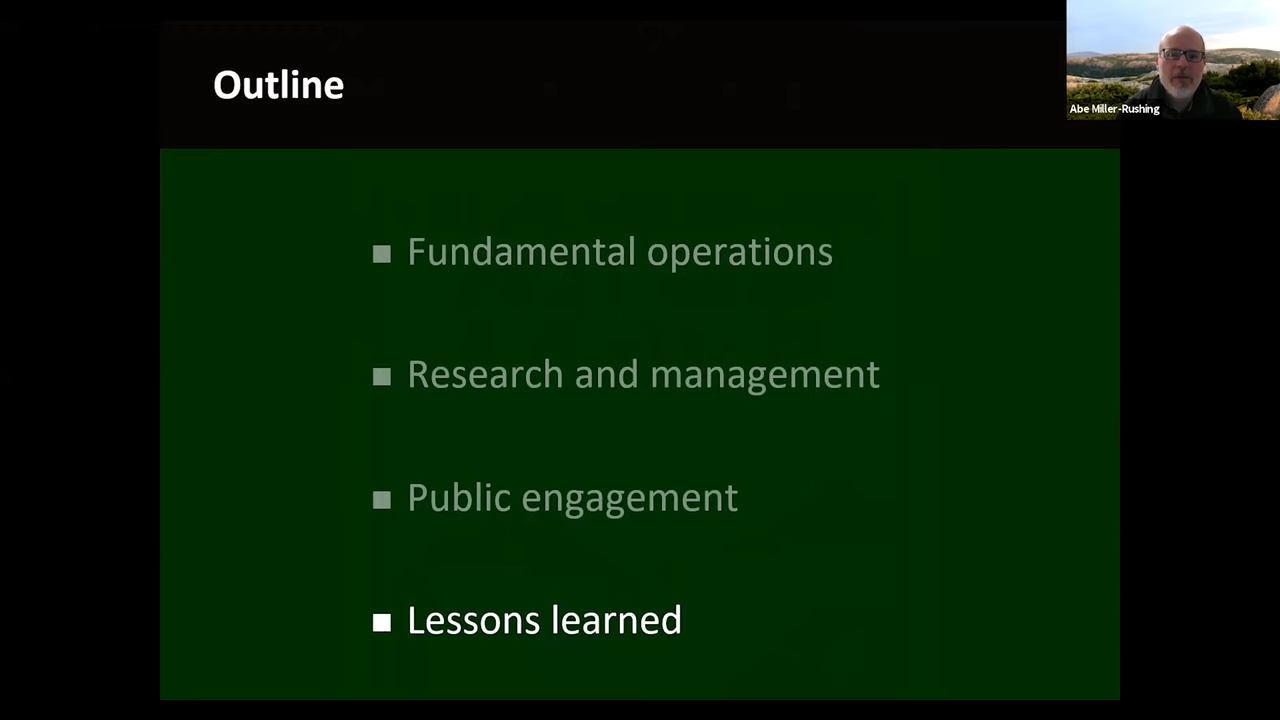 Outline
Abe Miller-Rushing
■ Fundamental operations
■ Research and management
■ Public engagement
■ Lessons learned